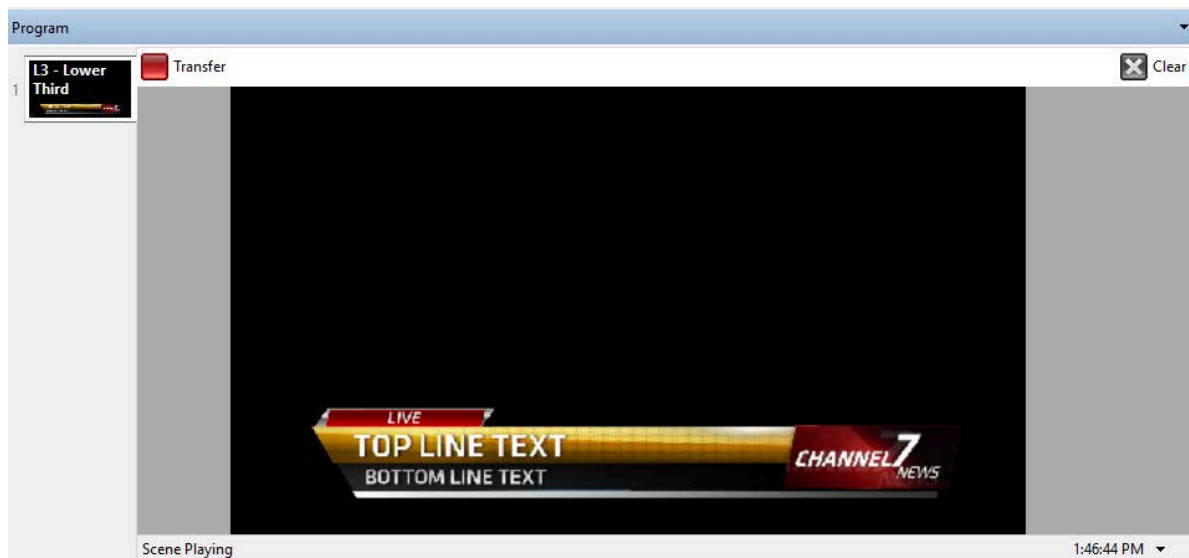 Program
1
L3 - Lower
Third
Transfer
Clear
LIVE
TOP LINE TEXT
BOTTOM LINE TEXT
CHANNEL 7
NEWS
Scene Playing
1:46:44 PM